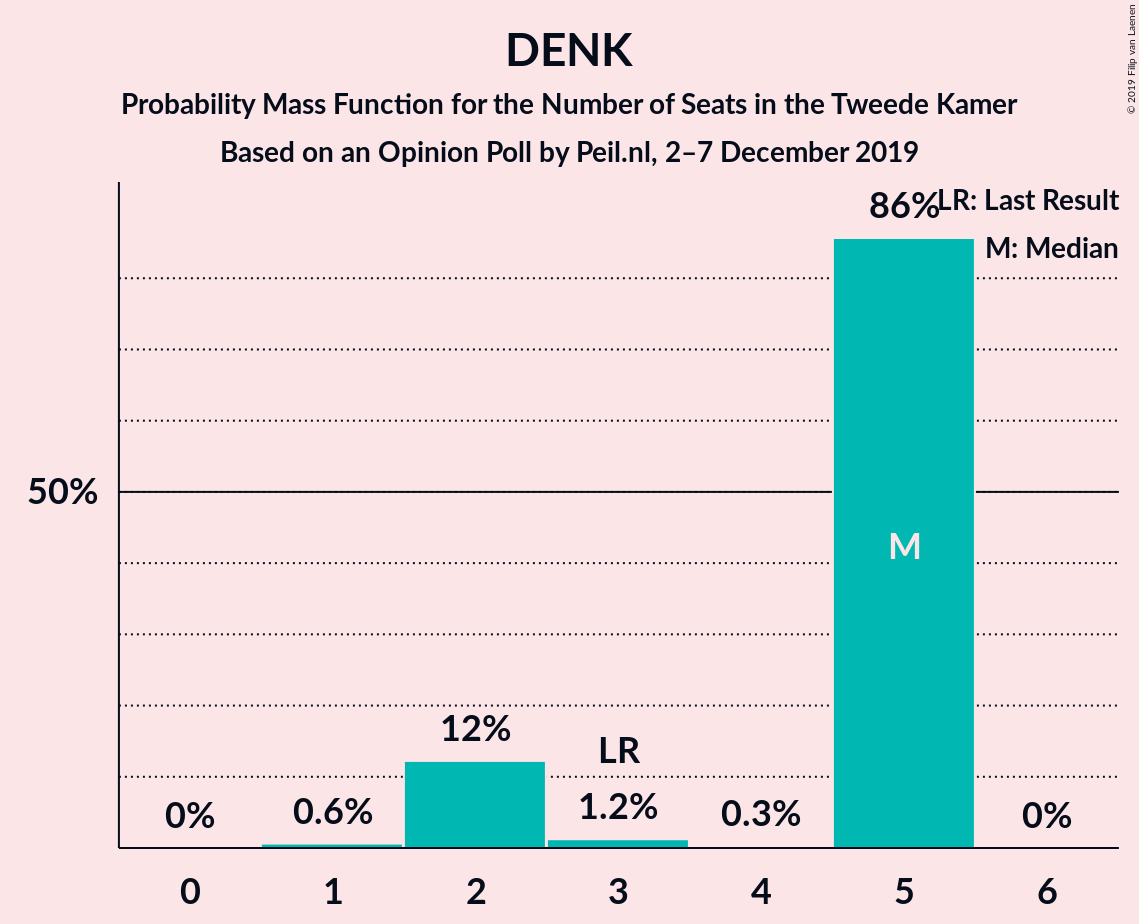 DENK
Probability Mass Function for the Number of Seats in the Tweede Kamer
Based on an Opinion Poll by Peil.nl, 2–7 December 2019
© 2019 Filip van Laenen
LR: Last Result
M: Median
50%
0%
0.6%
12%
LR
1.2%
0.3%
86%
M
0%
0 1 2 3 4 5 6